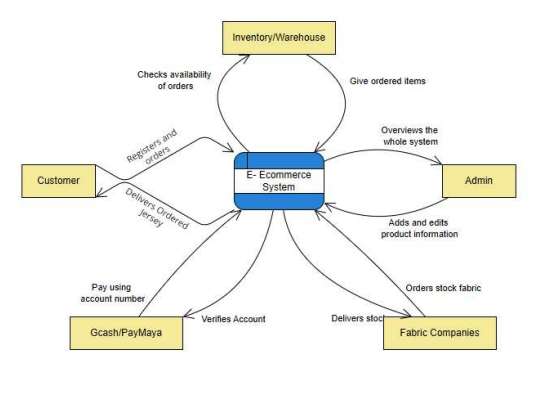 Inventory/Warehouse
Checks availability
of orders
Give ordered items
Registers and
orders
Overviews the
whole system
Customer
E- Ecommerce
System
Admin
Delivers Ordered
Jersey
Adds and edits
product information
Pay using
account number
Orders stock fabric
Verifies Account
Delivers stoc
Gcash/PayMaya
Fabric Companies